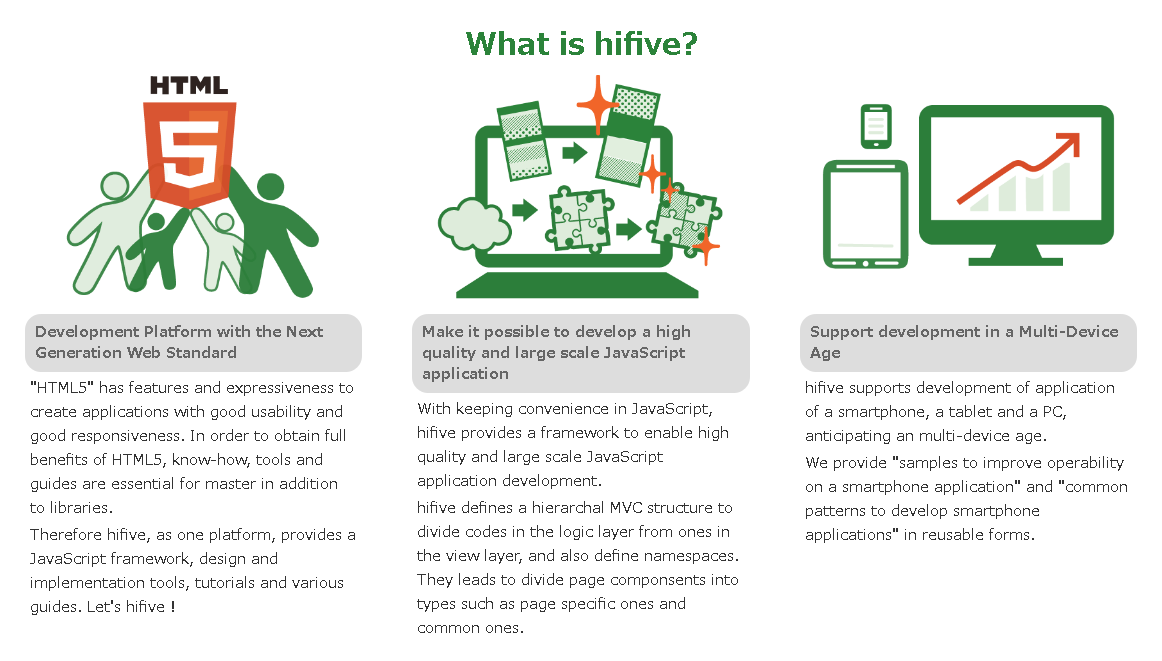 What is hifive?
HTML
5
Development Platform with the Next
Generation Web Standard
"HTML5" has features and expressiveness to
create applications with good usability and
good responsiveness. In order to obtain full
benefits of HTML5, know-how, tools and
guides are essential for master in addition
to libraries.
Therefore hifive, as one platform, provides a
JavaScript framework, design and
implementation tools, tutorials and various
guides. Let's hifive !
Make it possible to develop a high
quality and large scale JavaScript
application
With keeping convenience in JavaScript,
hifive provides a framework to enable high
quality and large scale JavaScript
application development.
hifive defines a hierarchal MVC structure to
divide codes in the logic layer from ones in
the view layer, and also define namespaces.
They leads to divide page componsents into
types such as page specific ones and
common ones.
Support development in a Multi-Device
Age
hifive supports development of application
of a smartphone, a tablet and a PC,
anticipating an multi-device age.
We provide "samples to improve operability
on a smartphone application" and "common
patterns to develop smartphone
applications" in reusable forms.